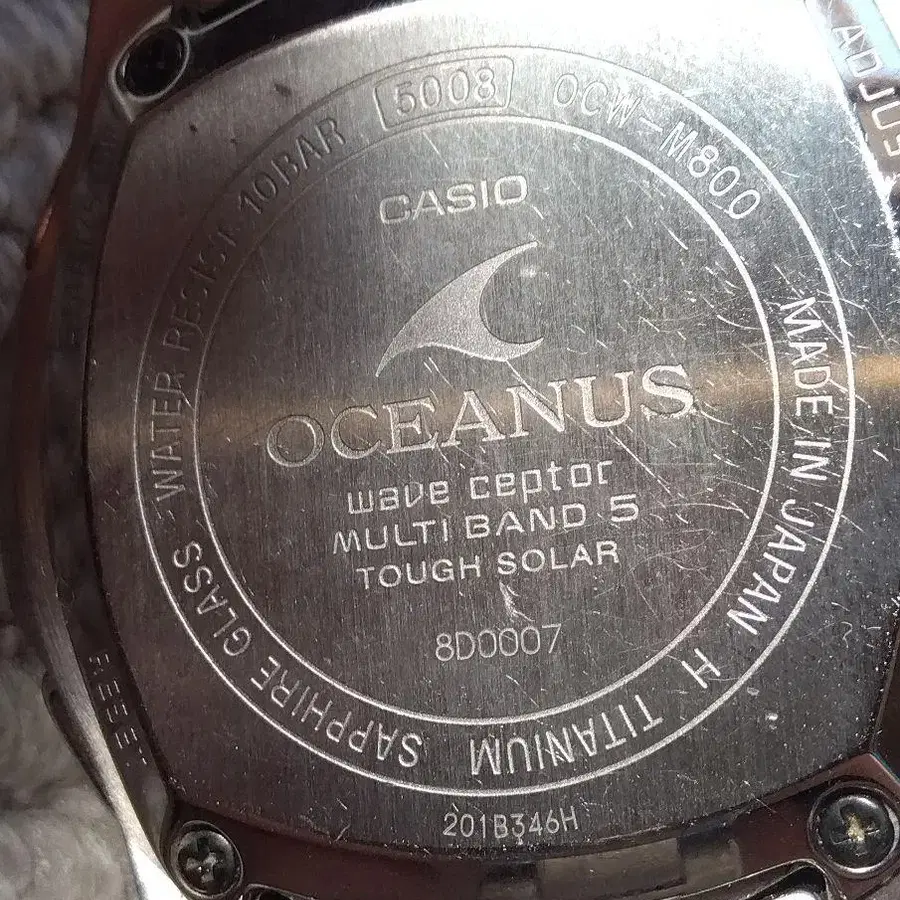 5008
OCW-M800
MADE IN JAPAN H
TITANIUM
SAPPHIRE GLASS
WATER RESIST 10BAR
CASIO
OCEANUS
wave ceptor
MULTI BAND 5
TOUGH SOLAR
8D0007
201B346H